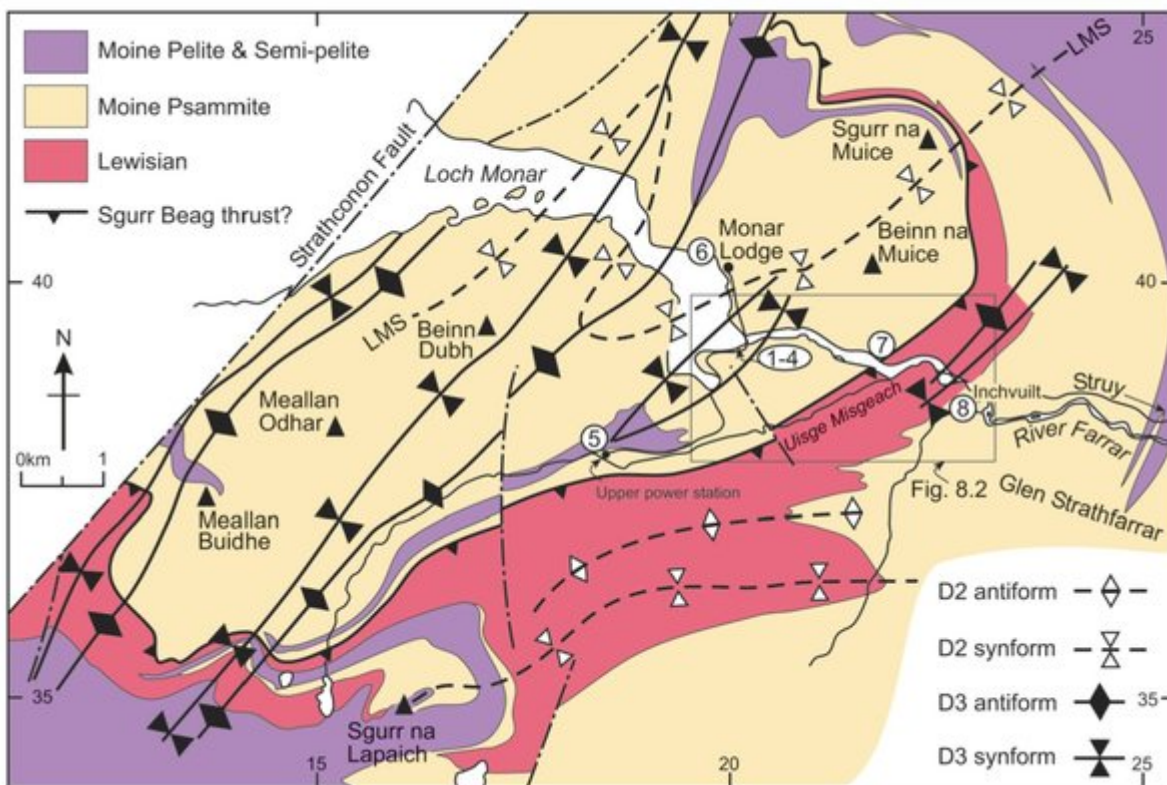 Moine Pelite & Semi-pelite
Moine Psammite
Lewisian
Sgurr Beag thrust?
Strathconon Fault
15
20
25
LMS
Loch Monar
Sgurr na
Muice
6
Monar
Lodge
Beinn na
Muice
40
40
N
LMS
Beinn
Dubh
1-4
7
Meallan
Odhar
0km
1
Uisge Misgeach
Inchvuilt
Struy
5
8
River Farrar
Upper power station
Fig. 8.2
Glen Strathfarrar
Meallan
Buidhe
D2 antiform
D2 synform
35
D3 antiform
35
Sgurr na
Lapaich
D3 synform
15
20
25